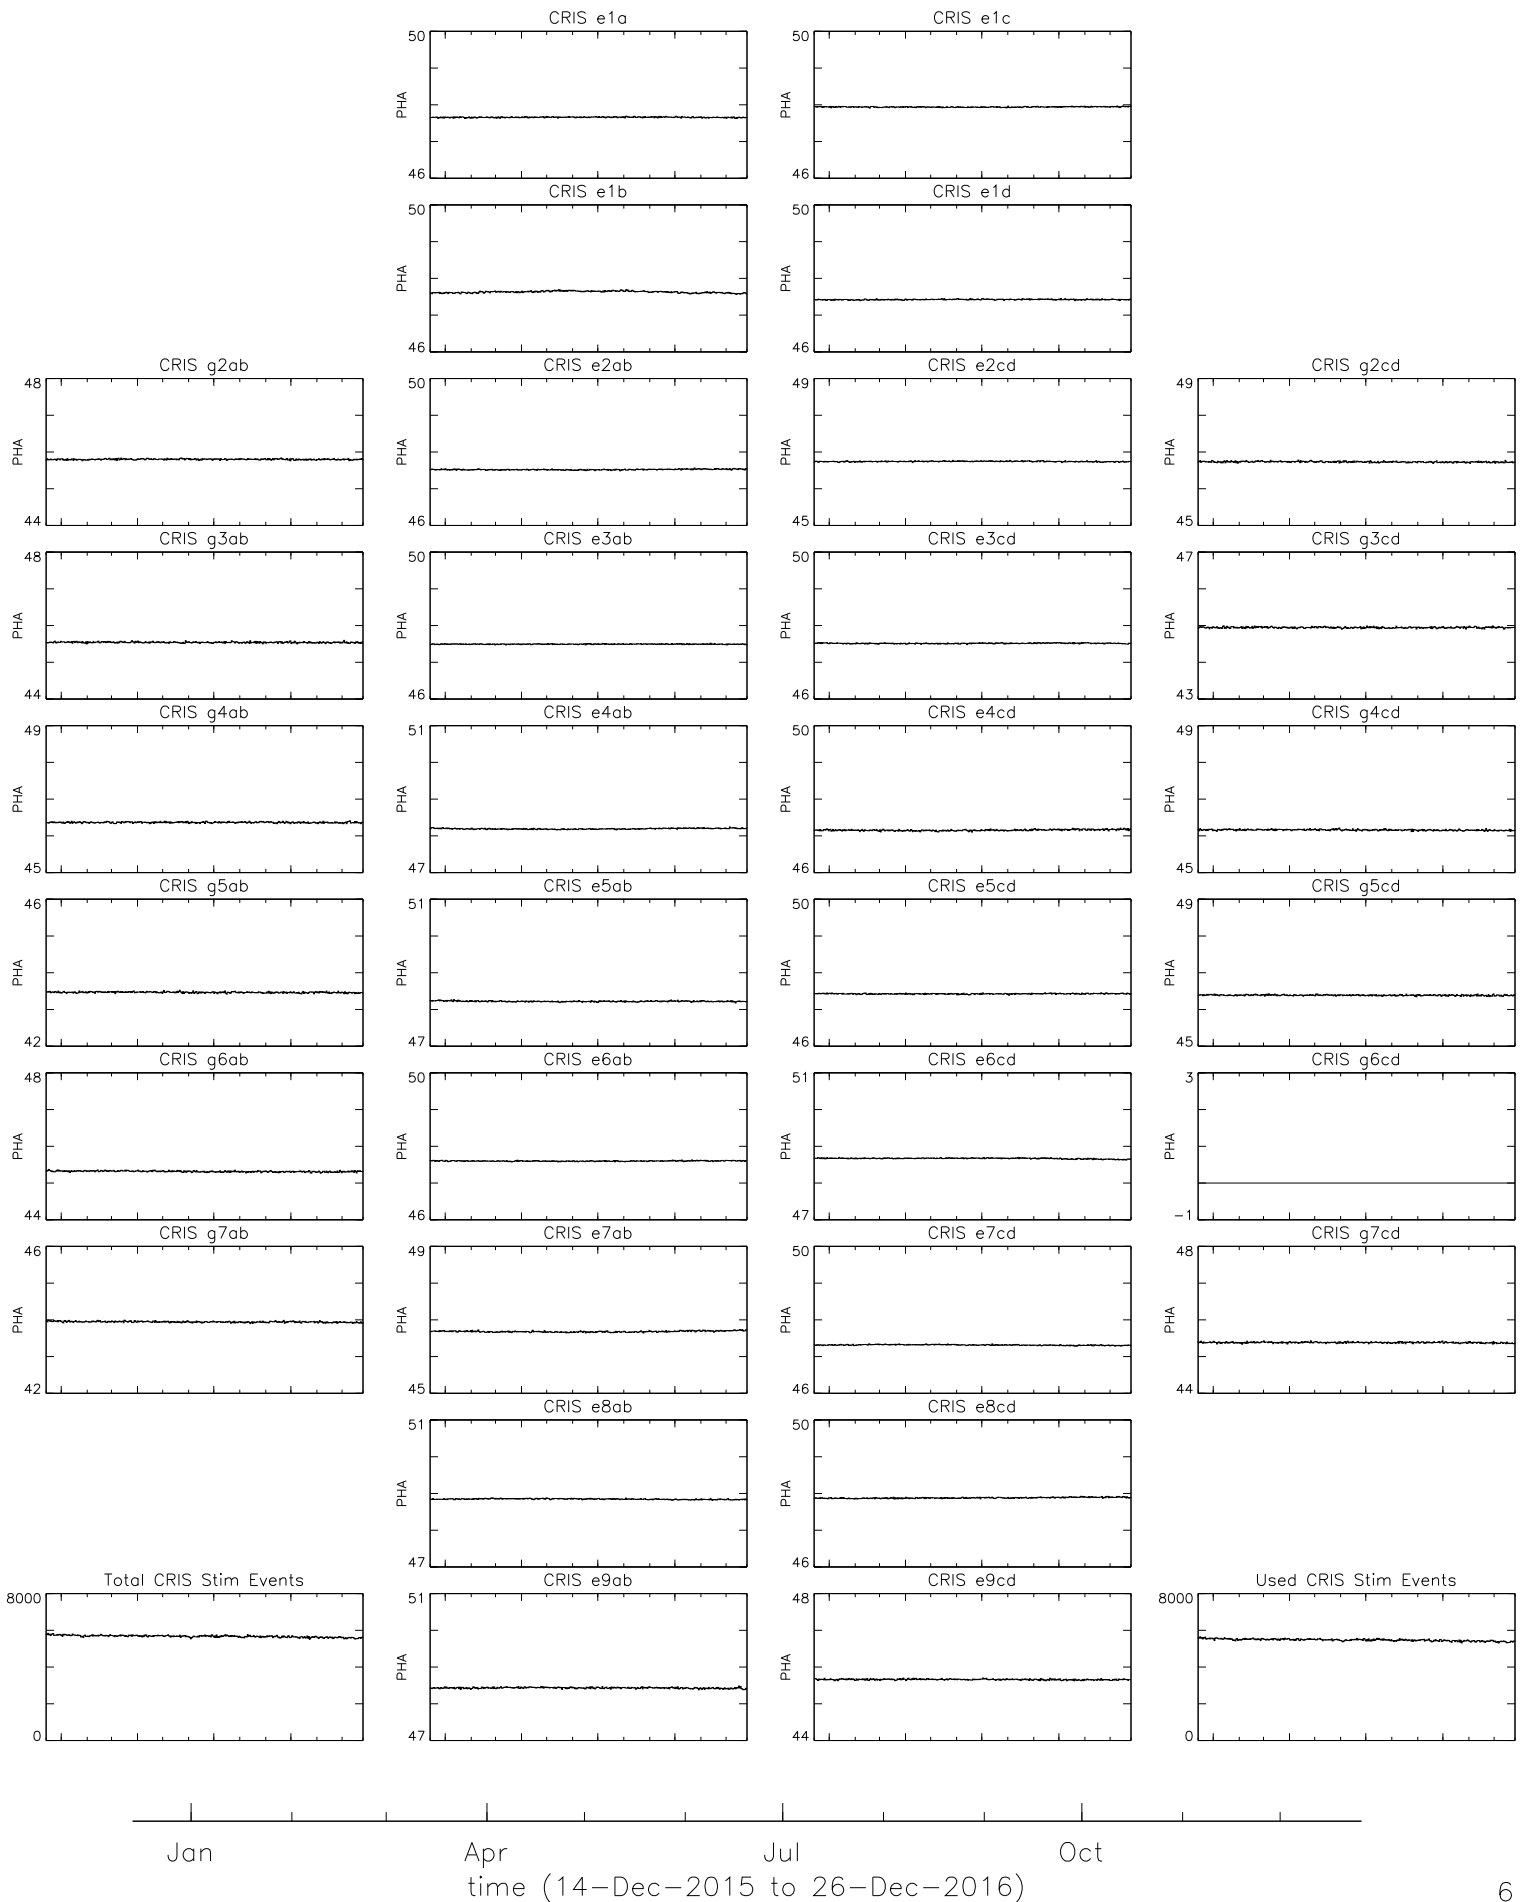 CRIS e1a CRIS e1c
50 50
PHA PHA
46 46
CRIS e1b CRIS e1d
50 50
PHA PHA
46 46
CRIS g2ab CRIS e2ab CRIS e2cd CRIS g2cd
48 50 49 49
PHA PHA PHA PHA
44 46 45 45
CRIS g3ab CRIS e3ab CRIS e3cd CRIS g3cd
48 50 50 47
PHA PHA PHA PHA
44 46 46 43
CRIS g4ab CRIS e4ab CRIS e4cd CRIS g4cd
49 51 50 49
PHA PHA PHA PHA
45 47 46 45
CRIS g5ab CRIS e5ab CRIS e5cd CRIS g5cd
46 51 50 49
PHA PHA PHA PHA
42 47 46 45
CRIS g6ab CRIS e6ab CRIS e6cd CRIS g6cd
48 50 51 3
PHA PHA PHA PHA
44 46 47 -1
CRIS g7ab CRIS e7ab CRIS e7cd CRIS g7cd
46 49 50 48
PHA PHA PHA PHA
42 45 46 44
CRIS e8ab CRIS e8cd
51 50
PHA PHA
47 46
Total CRIS Stim Events CRIS e9ab CRIS e9cd Used CRIS Stim Events
8000 51 48 8000
PHA PHA
0 47 44 0
Jan Apr Jul Oct
time (14-Dec-2015 to 26-Dec-2016)
6